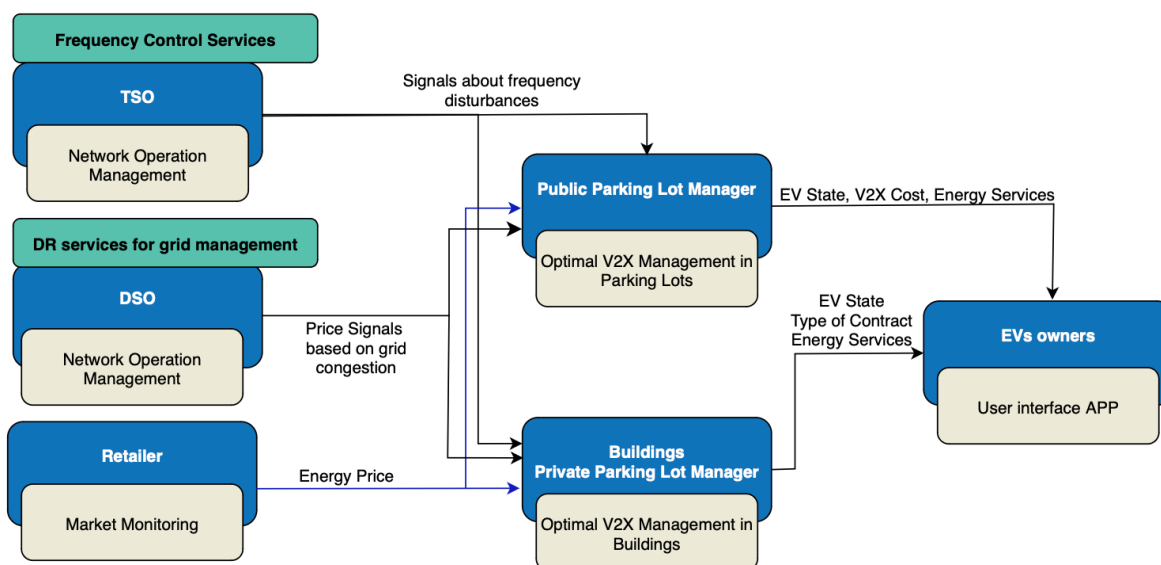 Frequency Control Services
TSO
Network Operation
Management
Signals about frequency
disturbances
DR services for grid management
DSO
Network Operation
Management
Price Signals
based on grid
congestion
Retailer
Market Monitoring
Energy Price
Public Parking Lot Manager
Optimal V2X Management in
Parking Lots
EV State, V2X Cost, Energy Services
Buildings
Private Parking Lot Manager
Optimal V2X Management in
Buildings
EV State
Type of Contract
Energy Services
EVs owners
User interface APP